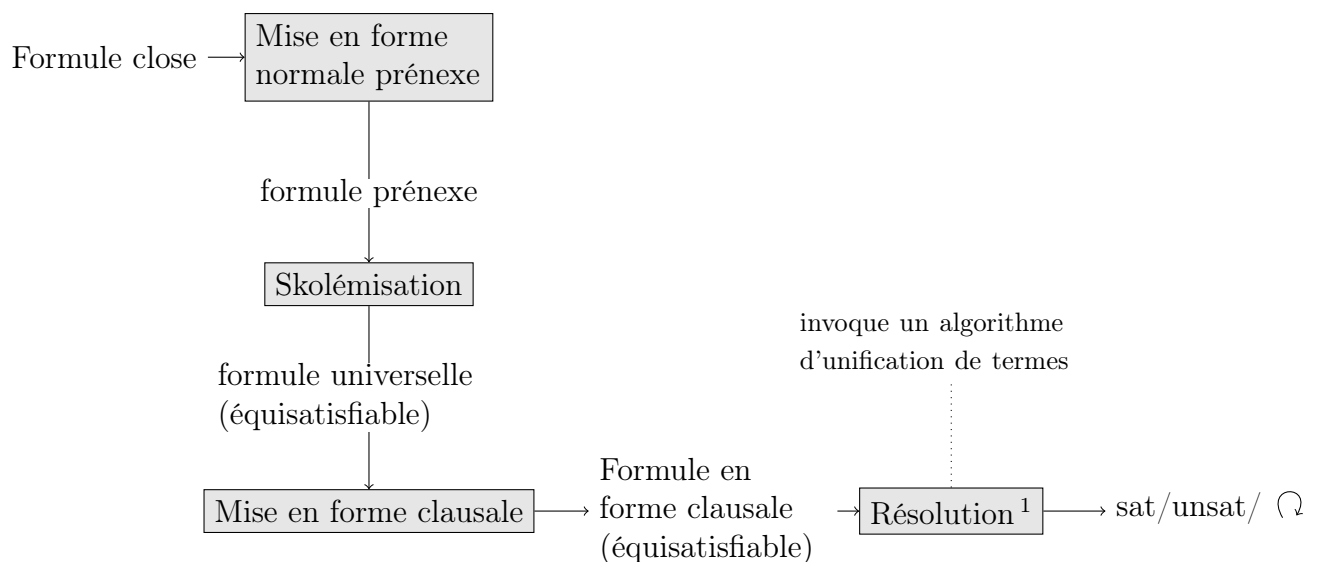 Formule close
Mise en forme
normale prénexe
formule prénexe
Skolémisation
formule universelle
(équisatisfiable)
Mise en forme clausale
Formule en
forme clausale
(équisatisfiable)
invoque un algorithme
d'unification de termes
Résolution 1
sat/unsat/ ↻